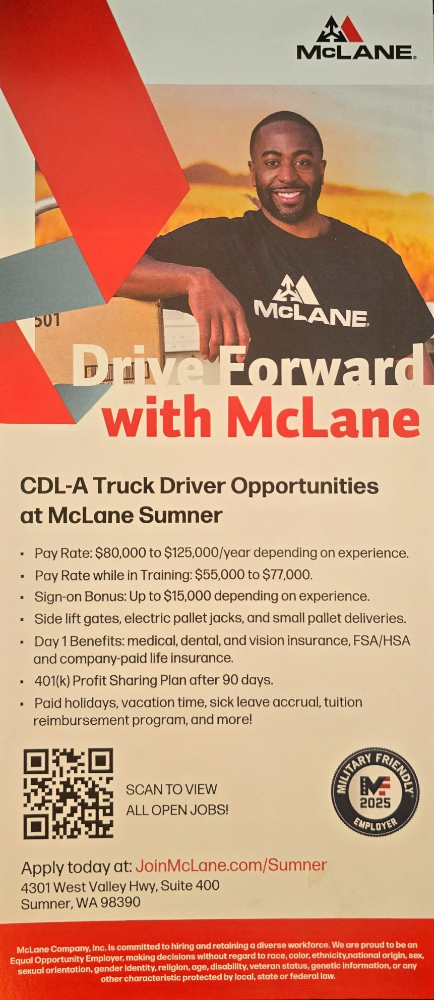 McLANE®
McLANE®
501
Drive Forward
with McLane
CDL-A Truck Driver Opportunities
at McLane Sumner
▪ Pay Rate: $80,000 to $125,000/year depending on experience.
▪ Pay Rate while in Training: $55,000 to $77,000.
▪ Sign-on Bonus: Up to $15,000 depending on experience.
▪ Side lift gates, electric pallet jacks, and small pallet deliveries.
▪ Day 1 Benefits: medical, dental, and vision insurance, FSA/HSA
and company-paid life insurance.
▪ 401(k) Profit Sharing Plan after 90 days.
▪ Paid holidays, vacation time, sick leave accrual, tuition
reimbursement program, and more!
SCAN TO VIEW
ALL OPEN JOBS!
MILITARY FRIENDLY®
MF
2025
EMPLOYER
Apply today at: JoinMcLane.com/Sumner
4301 West Valley Hwy, Suite 400
Sumner, WA 98390
McLane Company, Inc. is committed to hiring and retaining a diverse workforce. We are proud to be an
Equal Opportunity Employer, making decisions without regard to race, color, ethnicity,national origin, sex,
sexual orientation, gender identity, religion, age, disability, veteran status, genetic information, or any
other characteristic protected by local, state or federal law.